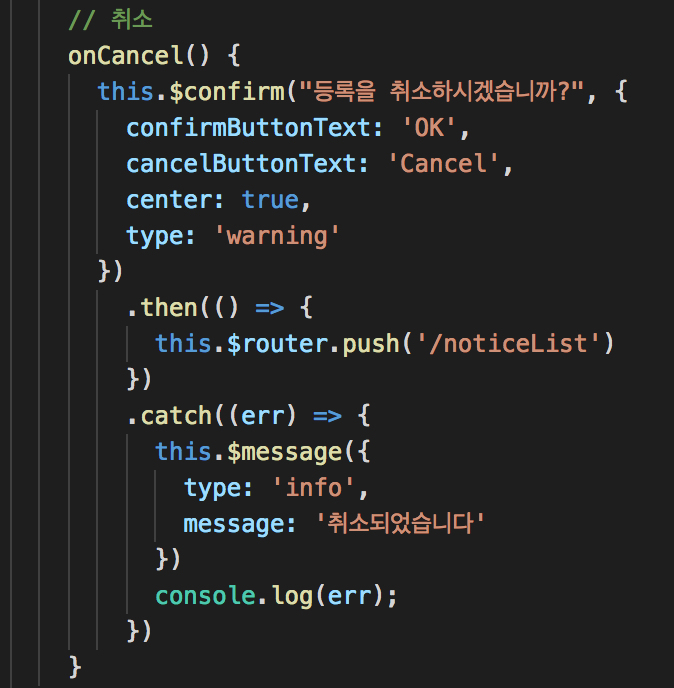 // 취소
onCancel() {
this.$confirm("등록을 취소하시겠습니까?", {
confirmButtonText: 'OK',
cancelButtonText: 'Cancel',
center: true,
type: 'warning'
})
.then(() => {
this.$router.push('/noticeList')
})
.catch((err) => {
this.$message({
type: 'info',
message: '취소되었습니다'
})
console.log(err);
})
}